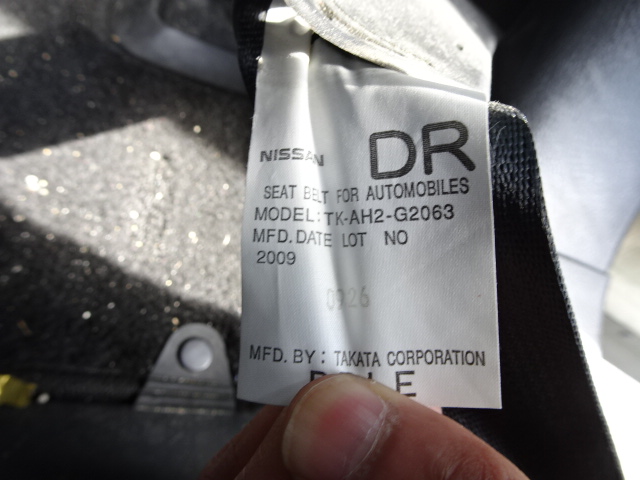 NISSAN DR
SEAT BELT FOR AUTOMOBILES
MODEL: TK-AH2-G2063
MFD. DATE LOT NO
2009
0926
MFD. BY: TAKATA CORPORATION